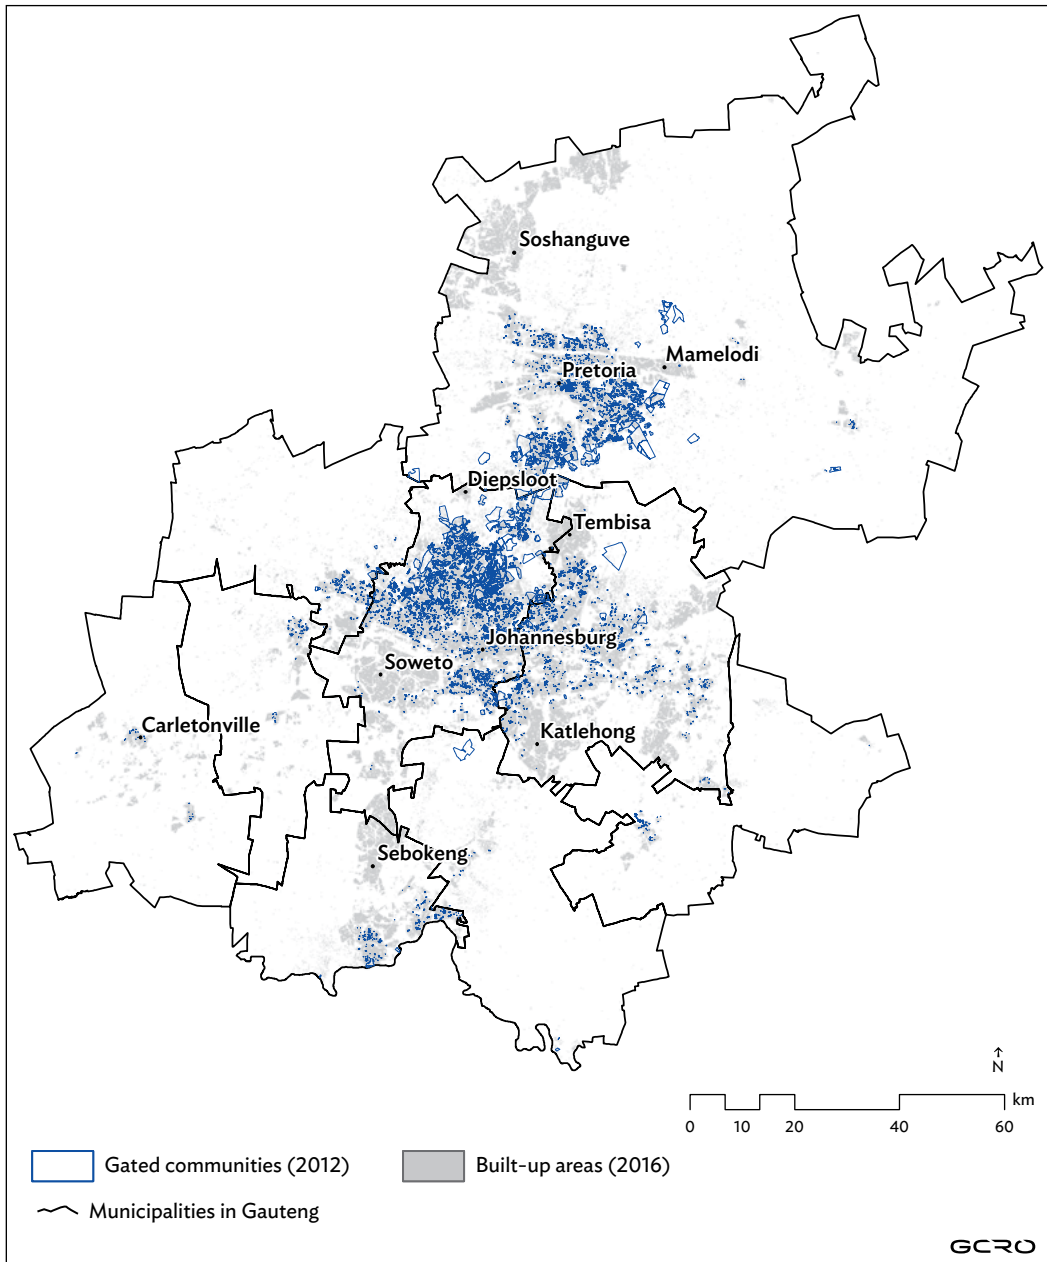 Soshanguve
Mamelodi
Pretoria
Diepsloot
Tembisa
Johannesburg
Soweto
Carletonville
Katlehong
Sebokeng
N
km
0 10 20 40 60
Gated communities (2012)
Built-up areas (2016)
Municipalities in Gauteng
GCRO